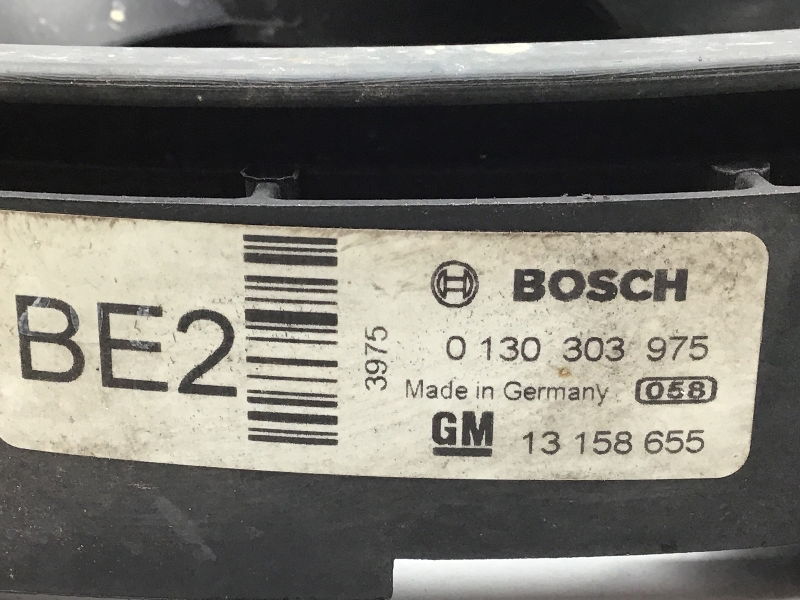 BE2
3975
BOSCH
0 130 303 975
Made in Germany 058
GM 13 158 655